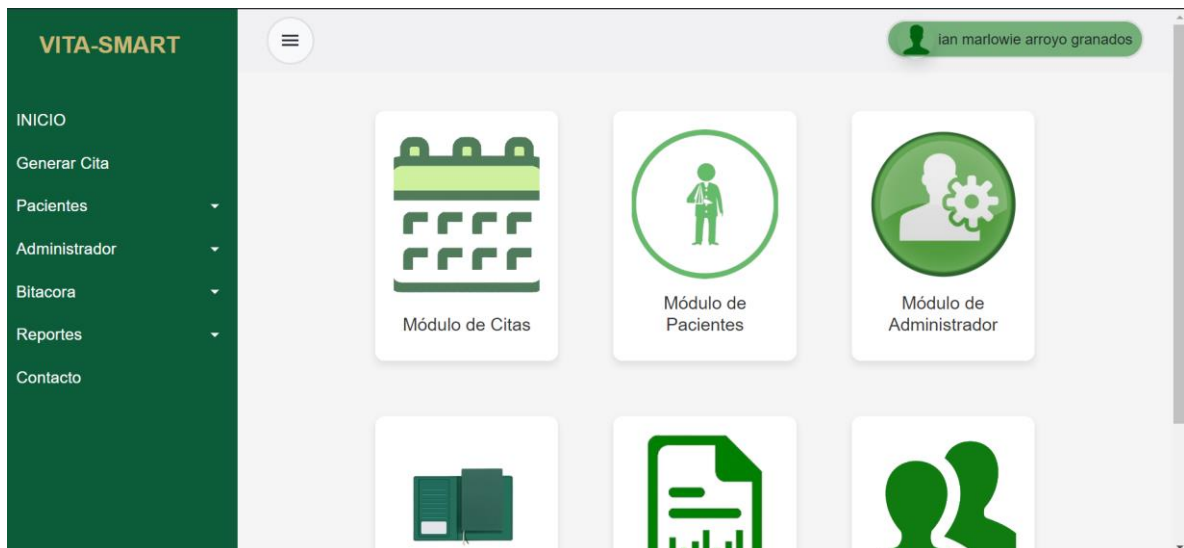 VITA-SMART
ian marlowie arroyo granados
INICIO
Generar Cita
Pacientes
Administrador
Bitacora
Reportes
Contacto
Módulo de Citas
Módulo de
Pacientes
Módulo de
Administrador